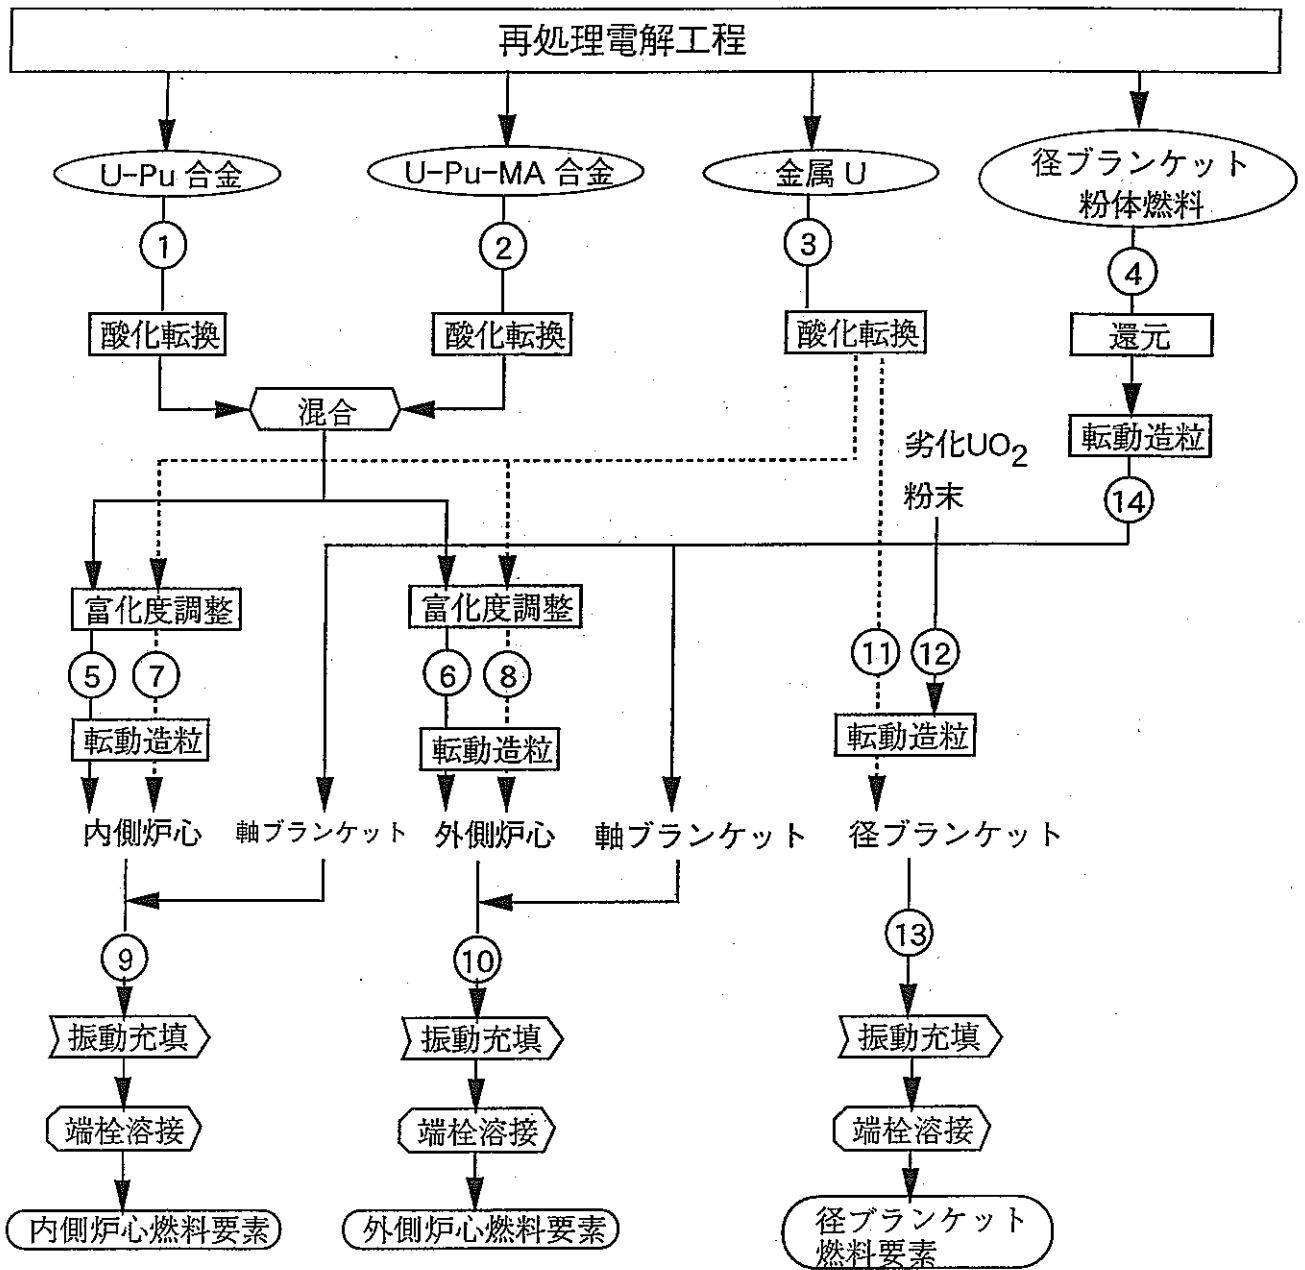 再処理電解工程
U-Pu 合金
U-Pu-MA 合金
金属 U
径ブランケット
粉体燃料
1
2
3
4
酸化転換
酸化転換
酸化転換
還元
混合
転動造粒
劣化UO2
粉末
14
富化度調整
富化度調整
5
7
6
8
11
12
転動造粒
転動造粒
転動造粒
内側炉心
軸ブランケット
外側炉心
軸ブランケット
径ブランケット
9
10
13
振動充填
振動充填
振動充填
端栓溶接
端栓溶接
端栓溶接
内側炉心燃料要素
外側炉心燃料要素
径ブランケット
燃料要素